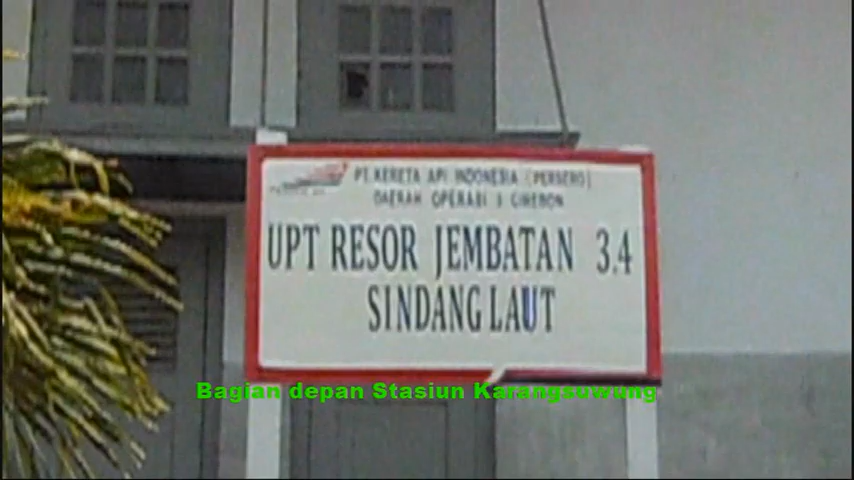 PT. KERETA API INDONESIA (PERSERO)
DAERAH OPERASI 3 CIREBON
UPT RESOR JEMBATAN 3.4
SINDANG LAUT
Bagian depan Stasiun Karangsuwung